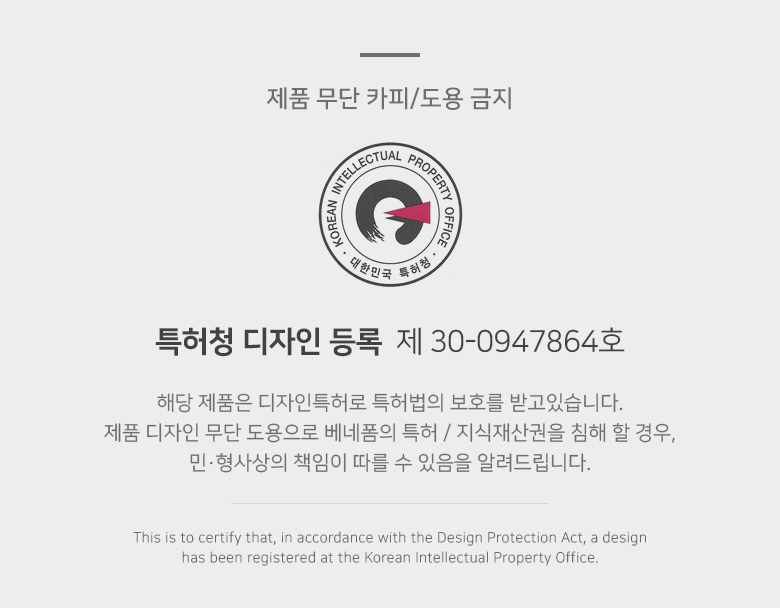 제품 무단 카피/도용 금지
KOREAN INTELLECTUAL PROPERTY OFFICE
· 대한민국 특허청 ·
특허청 디자인 등록 제 30-0947864호
해당 제품은 디자인특허로 특허법의 보호를 받고있습니다.
제품 디자인 무단 도용으로 베네폼의 특허 / 지식재산권을 침해 할 경우,
민·형사상의 책임이 따를 수 있음을 알려드립니다.
This is to certify that, in accordance with the Design Protection Act, a design
has been registered at the Korean Intellectual Property Office.